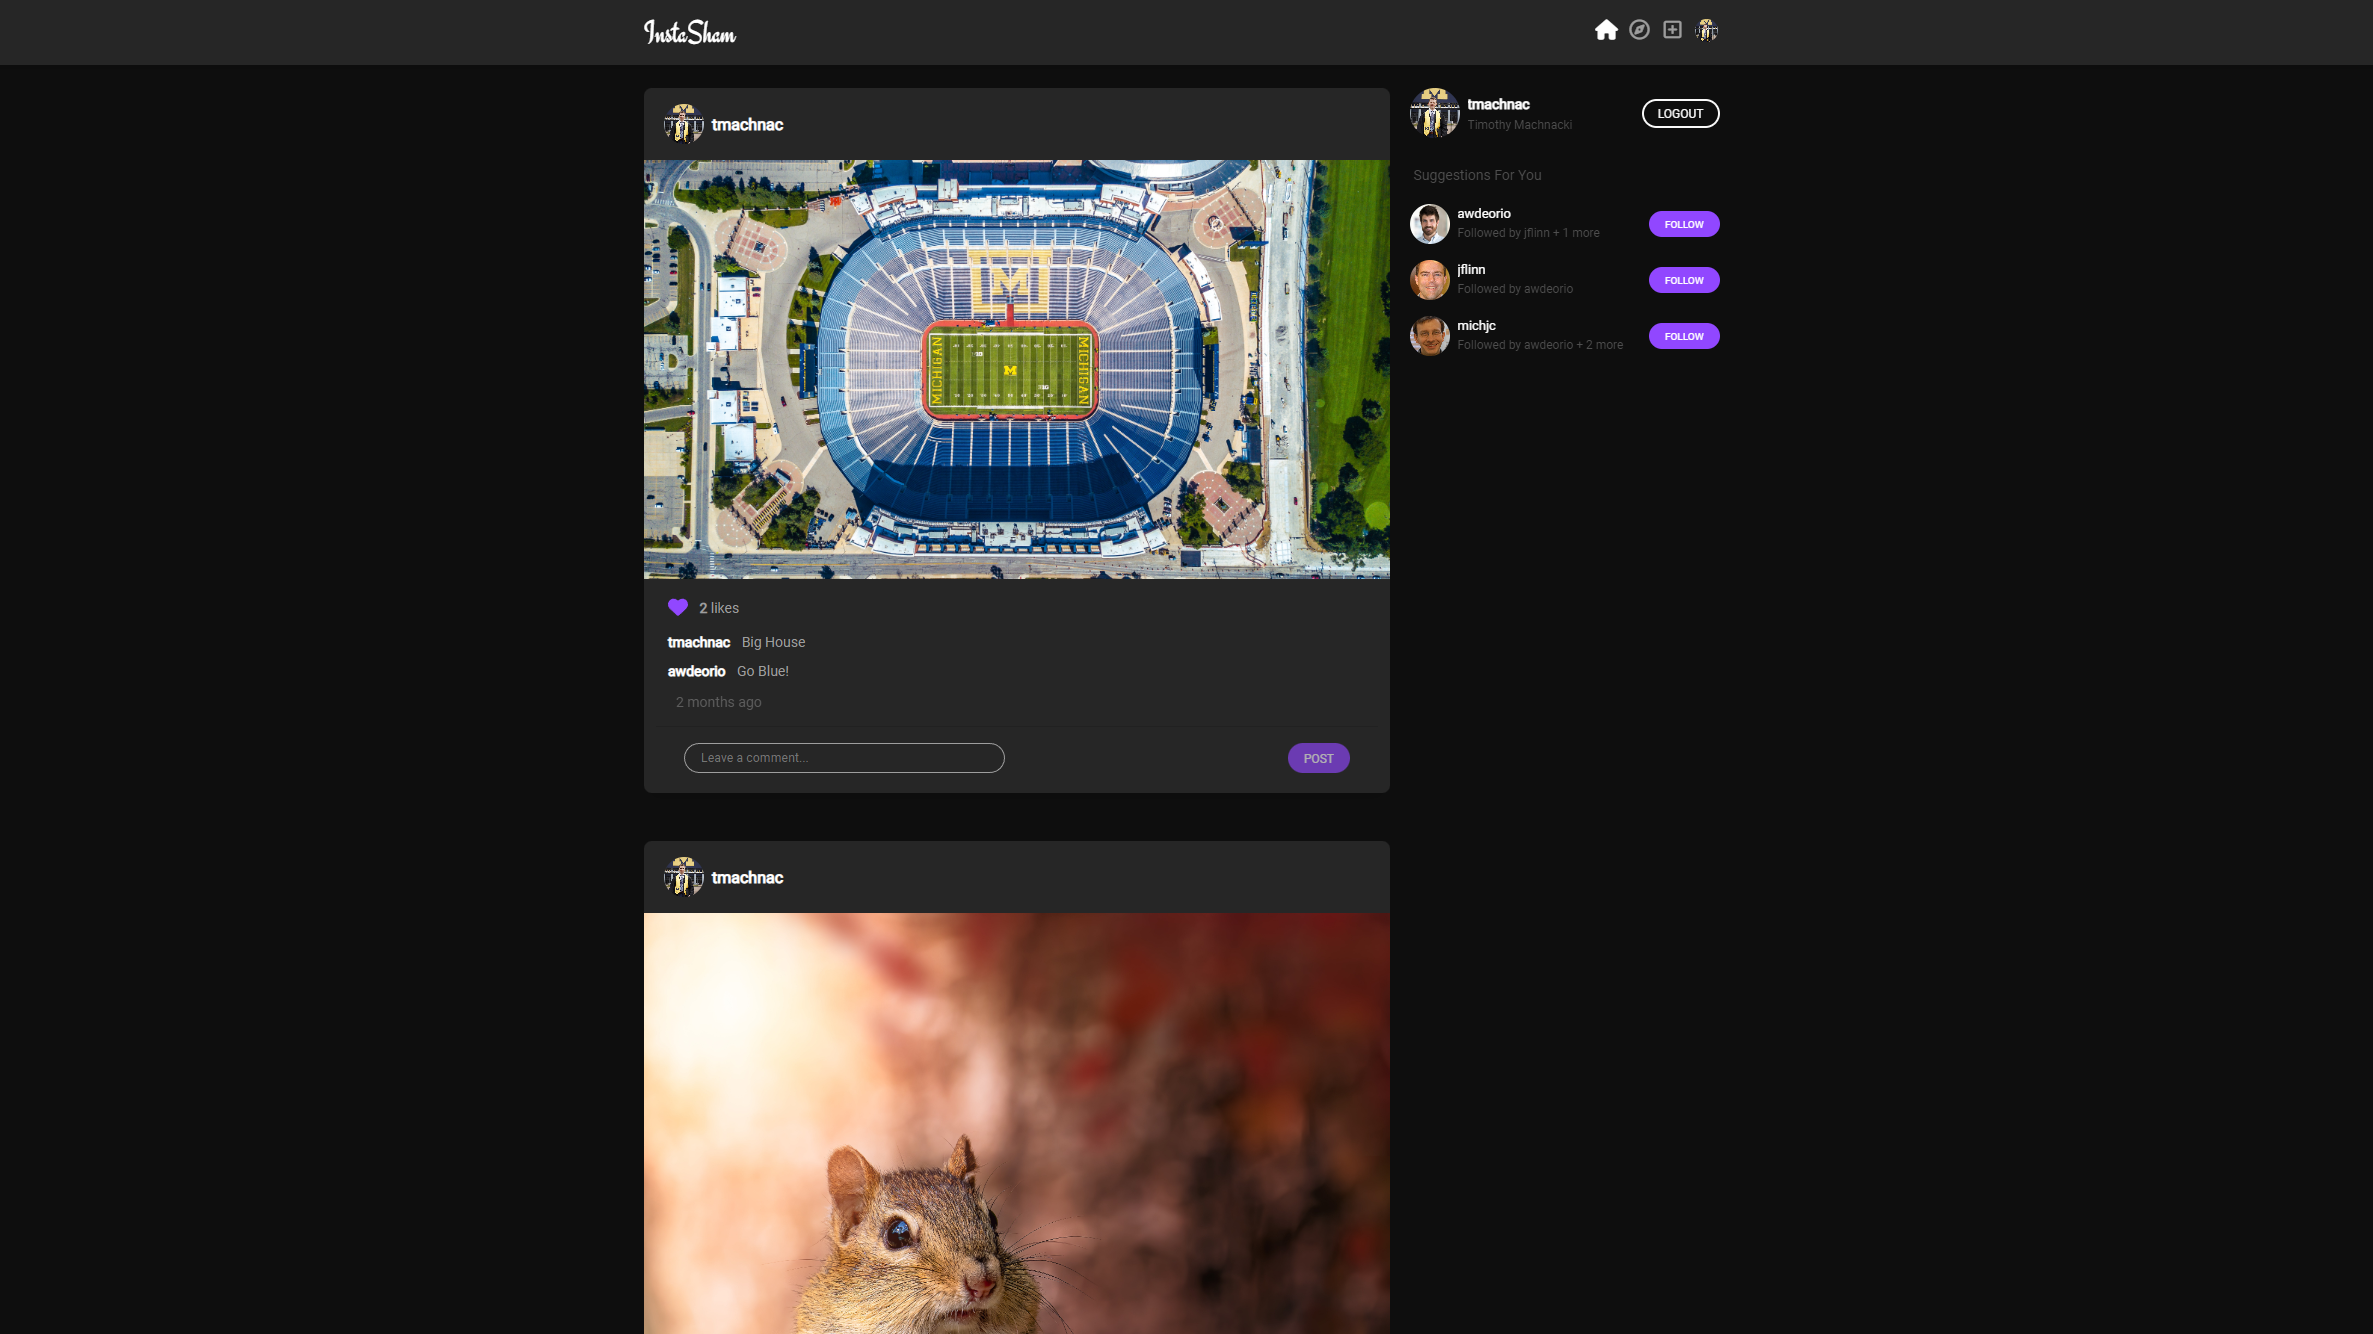 InstaSham
tmachnac
MICHIGAN
M
M
MICHIGAN
2 likes
tmachnac Big House
awdeorio Go Blue!
2 months ago
Leave a comment...
POST
tmachnac
tmachnac
Timothy Machnacki
LOGOUT
Suggestions For You
awdeorio
Followed by jflinn + 1 more
FOLLOW
jflinn
Followed by awdeorio
FOLLOW
michjc
Followed by awdeorio + 2 more
FOLLOW